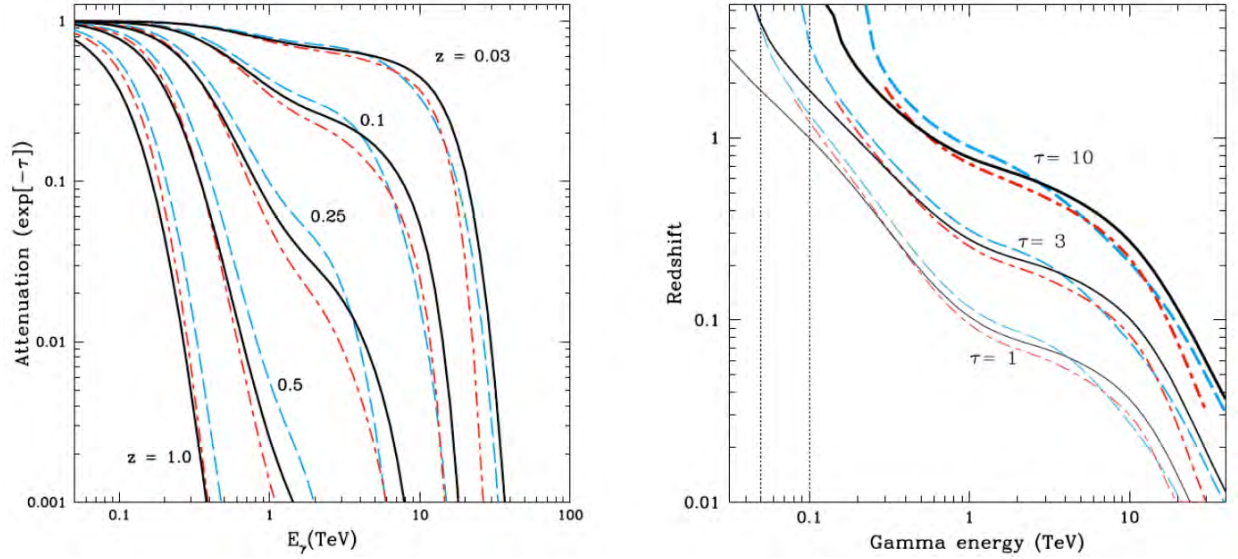 1
0.1
0.01
0.001
Attenuation (exp[−τ])
z = 0.03
0.1
0.25
0.5
z = 1.0
0.1
1
10
100
E_γ(TeV)
1
0.1
0.01
Redshift
τ= 10
τ= 3
τ= 1
0.1
1
10
Gamma energy (TeV)